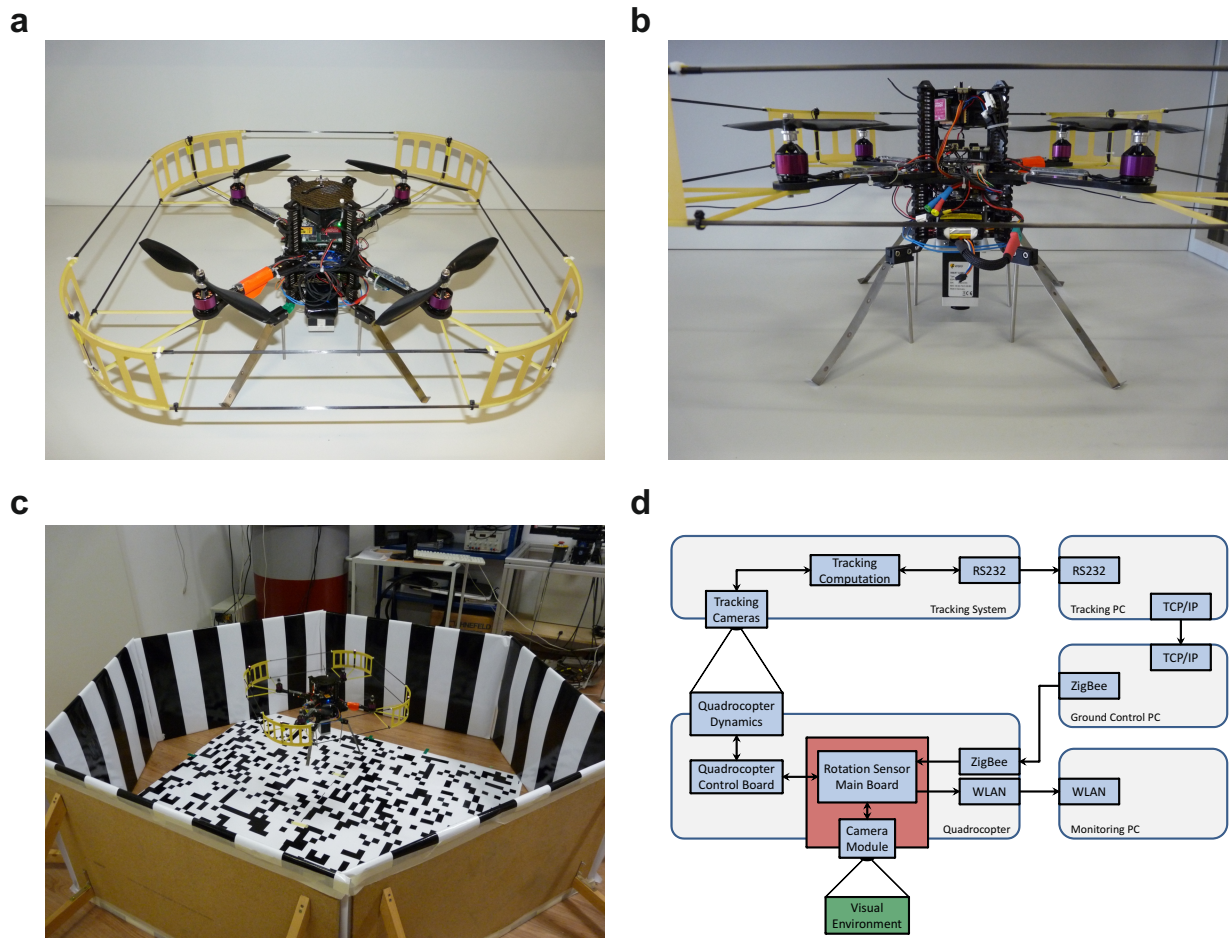 a
b
c
d
Tracking
Computation
RS232
RS232
Tracking
Cameras
Tracking System
Tracking PC
TCP/IP
TCP/IP
ZigBee
Ground Control PC
Quadrocopter
Dynamics
Quadrocopter
Control Board
Rotation Sensor
Main Board
ZigBee
WLAN
WLAN
Camera
Module
Quadrocopter
Monitoring PC
Visual
Environment